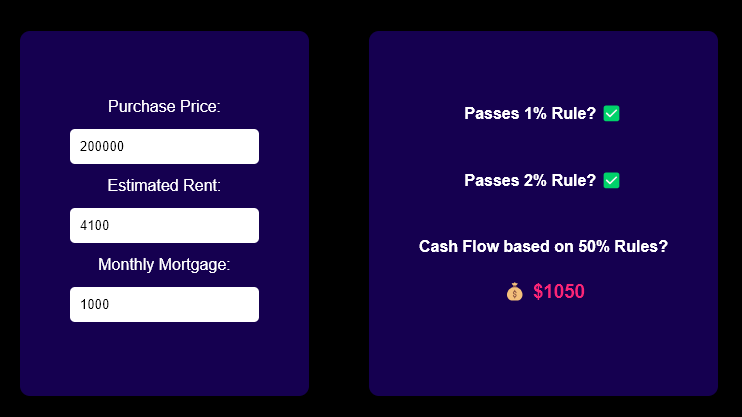 Purchase Price:
200000
Estimated Rent:
4100
Monthly Mortgage:
1000
Passes 1% Rule? ✅
Passes 2% Rule? ✅
Cash Flow based on 50% Rules?
💰 $1050